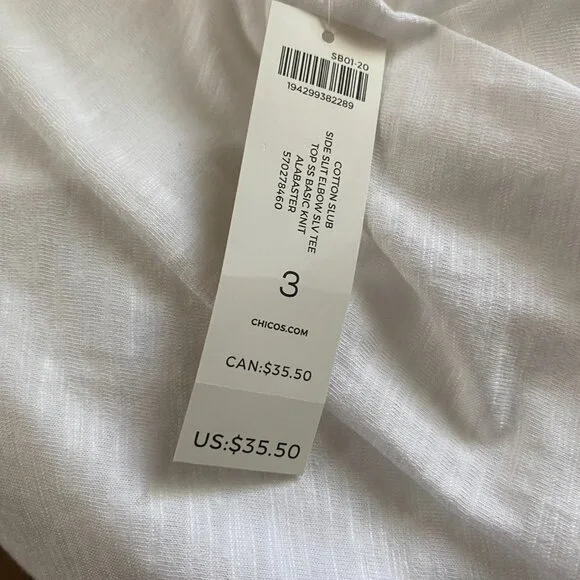 SB01-20
194299382289
COTTON SLUB
SIDE SLIT ELBOW SLV TEE
TOP SS BASIC KNIT
ALABASTER
570278460
3
CHICOS.COM
CAN:$35.50
US:$35.50